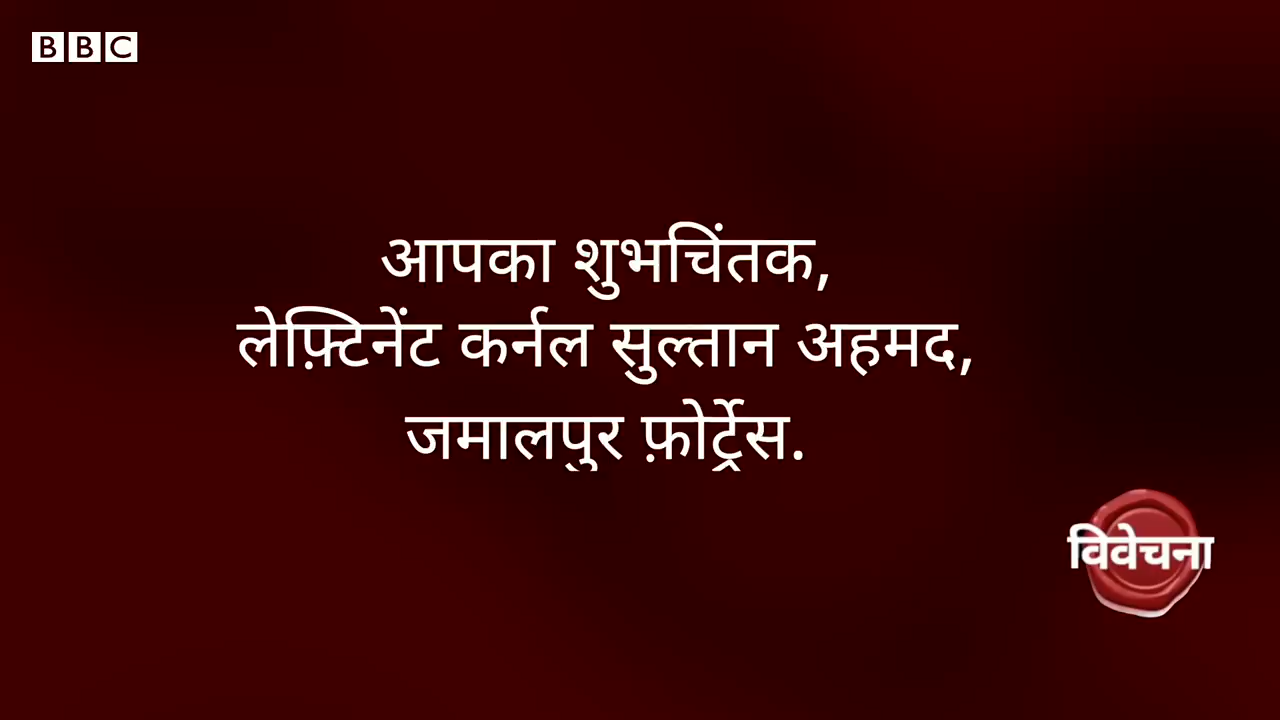 BBC
आपका शुभचिंतक,
लेफ़्टिनेंट कर्नल सुल्तान अहमद,
जमालपुर फ़ोर्ट्रेस.
विवेचना